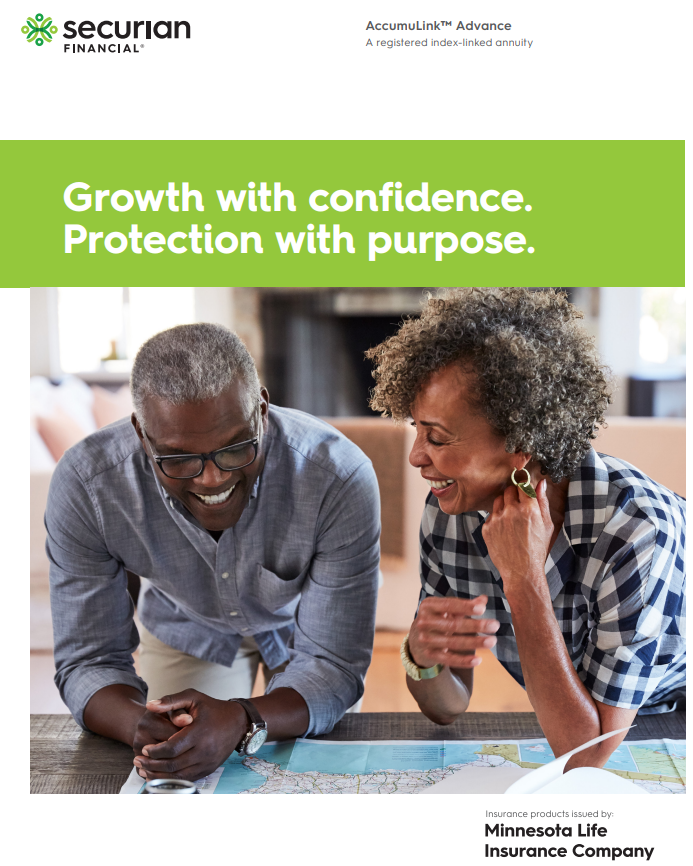 securian
FINANCIAL®
AccumuLink™ Advance
A registered index-linked annuity
Growth with confidence.
Protection with purpose.
Insurance products issued by:
Minnesota Life
Insurance Company